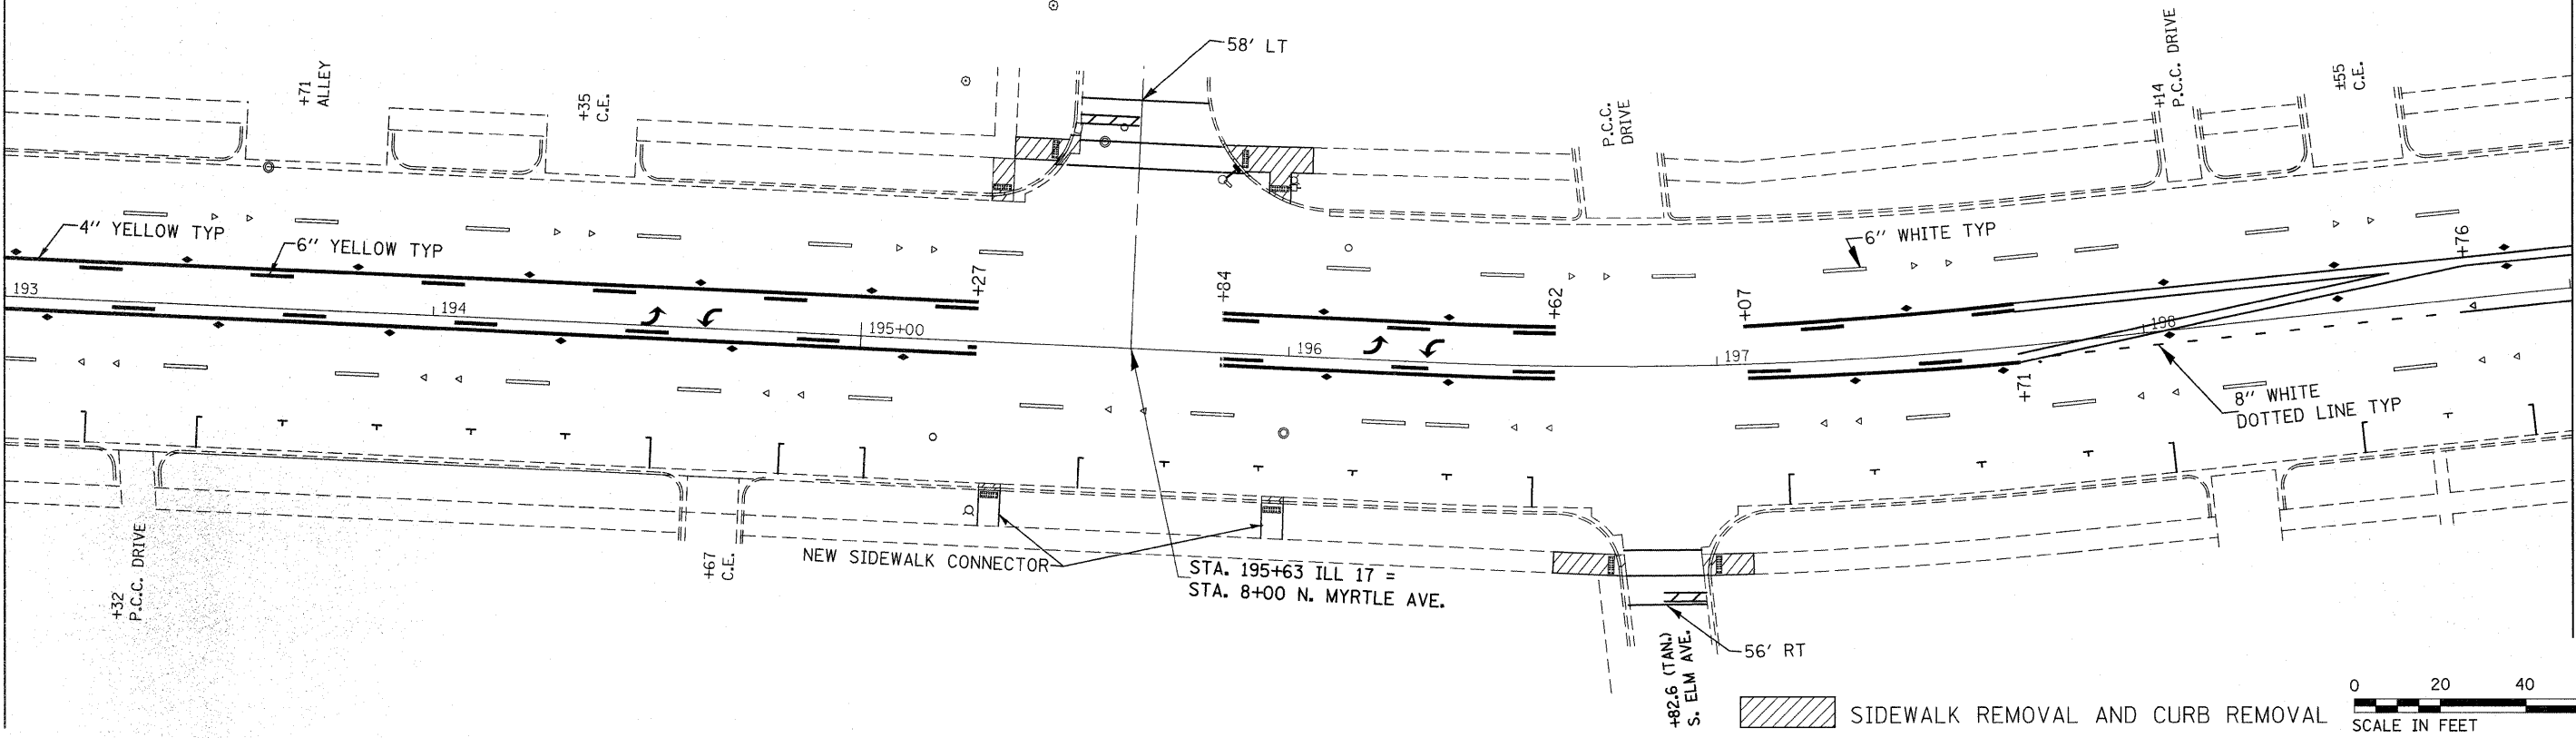 58' LT
+71
ALLEY
+35
C.E.
P.C.C.
DRIVE
+14
P.C.C. DRIVE
±55
C.E.
4" YELLOW TYP
6" YELLOW TYP
6" WHITE TYP
+76
193
194
195+00
+27
+84
196
+62
+07
197
198
+71
8" WHITE
DOTTED LINE TYP
+32
P.C.C. DRIVE
+67
C.E.
NEW SIDEWALK CONNECTOR
STA. 195+63 ILL 17 =
STA. 8+00 N. MYRTLE AVE.
+82.6 (TAN.)
S. ELM AVE.
56' RT
SIDEWALK REMOVAL AND CURB REMOVAL
0 20 40
SCALE IN FEET